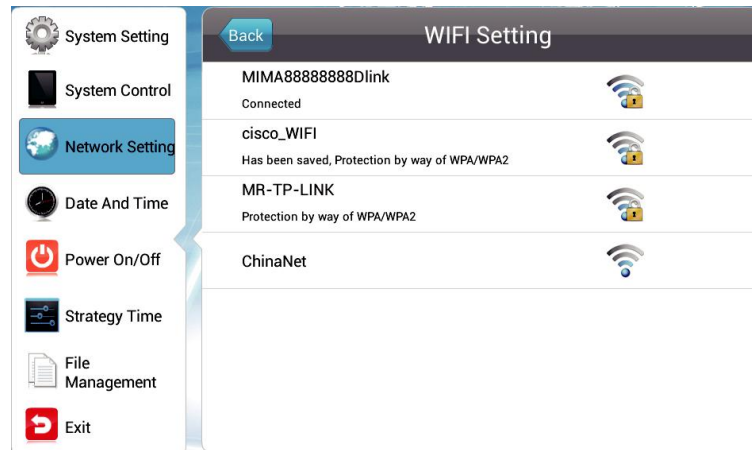 System Setting
System Control
Network Setting
Date And Time
Power On/Off
Strategy Time
File
Management
Exit
Back
WIFI Setting
MIMA88888888Dlink
Connected
cisco_WIFI
Has been saved, Protection by way of WPA/WPA2
MR-TP-LINK
Protection by way of WPA/WPA2
ChinaNet